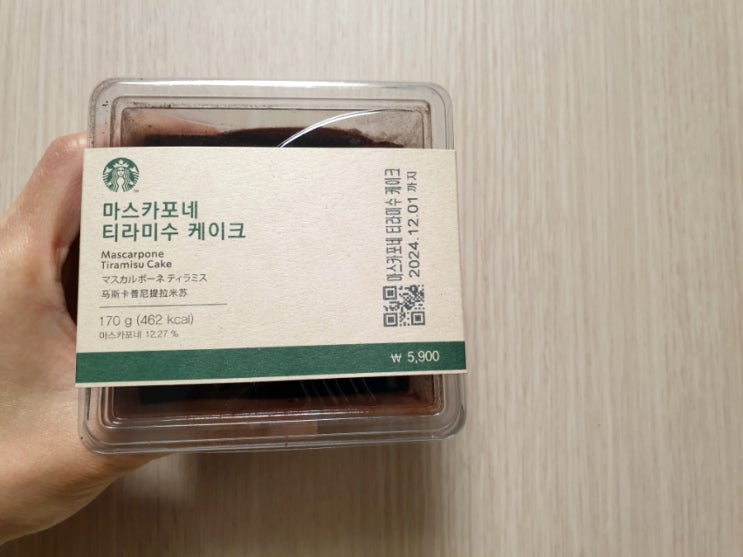 마스카포네
티라미수 케이크
Mascarpone
Tiramisu Cake
マスカルポーネ ティラミス
马斯卡普尼提拉米苏
170 g (462 kcal)
마스카포네 12.27 %
마스카포네 티라미수 케이크
2024.12.01 까지
₩ 5,900